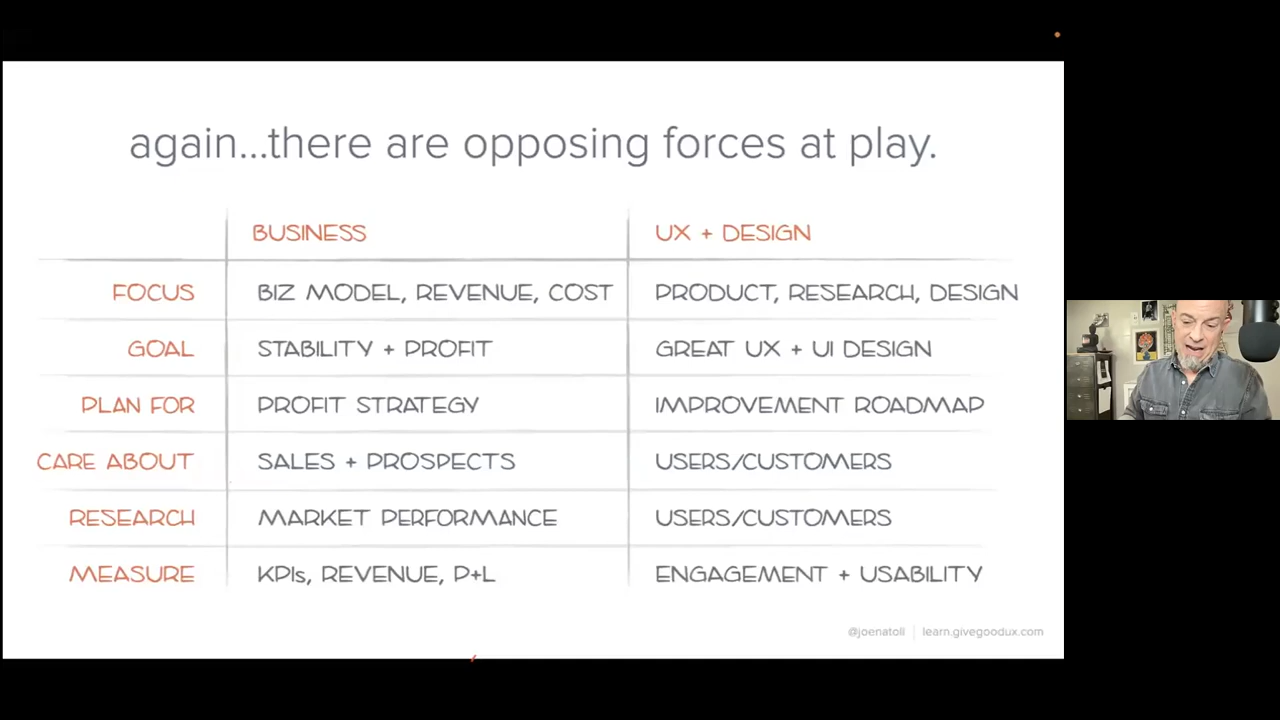 again...there are opposing forces at play.
BUSINESS UX + DESIGN
FOCUS BIZ MODEL, REVENUE, COST PRODUCT, RESEARCH, DESIGN
GOAL STABILITY + PROFIT GREAT UX + UI DESIGN
PLAN FOR PROFIT STRATEGY IMPROVEMENT ROADMAP
CARE ABOUT SALES + PROSPECTS USERS/CUSTOMERS
RESEARCH MARKET PERFORMANCE USERS/CUSTOMERS
MEASURE KPIs, REVENUE, P+L ENGAGEMENT + USABILITY
@joenatoll learn.givegoodux.com